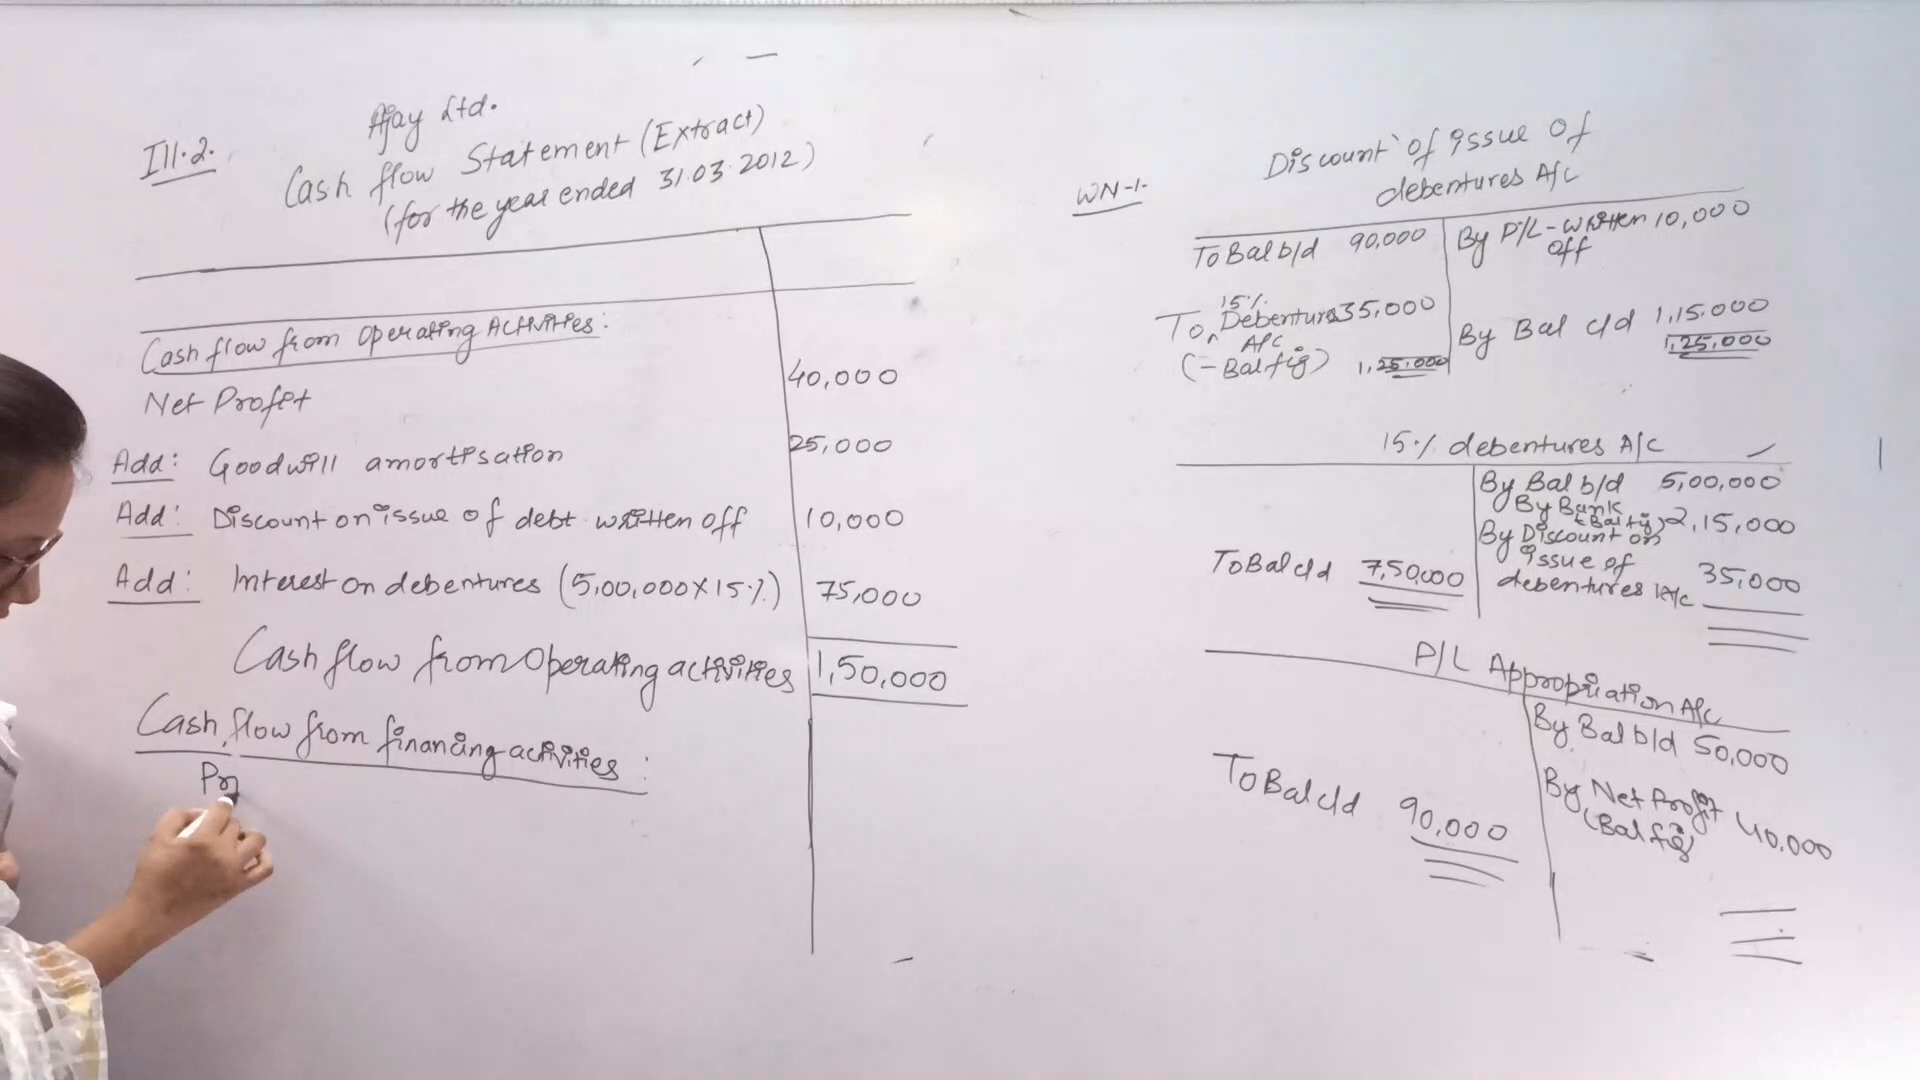 Ill.2.
Ajay Ltd.
Cash flow Statement (Extract)
(for the year ended 31.03.2012)
Cash flow from Operating Activities:
Net Profit 40,000
Add: Goodwill amortisation 25,000
Add: Discount on issue of debt written off 10,000
Add: Interest on debentures (5,00,000X15%) 75,000
Cash flow from Operating activities 1,50,000
Cash flow from financing activities:
Pr
WN-1.
Discount of issue of
debentures A/c
To Bal b/d 90,000
To 15% Debentures 35,000
A/c
(-Bal fig) 1,25,000
By P/L-written 10,000
off
By Bal c/d 1,15,000
1,25,000
15% debentures A/c
To Bal c/d 7,50,000
By Bal b/d 5,00,000
By Bank
(Bal fig) 2,15,000
By Discount on
issue of
debentures A/c 35,000
P/L Appropriation A/c
To Bal c/d 90,000
By Bal b/d 50,000
By Net Profit 40,000
(Bal fig)